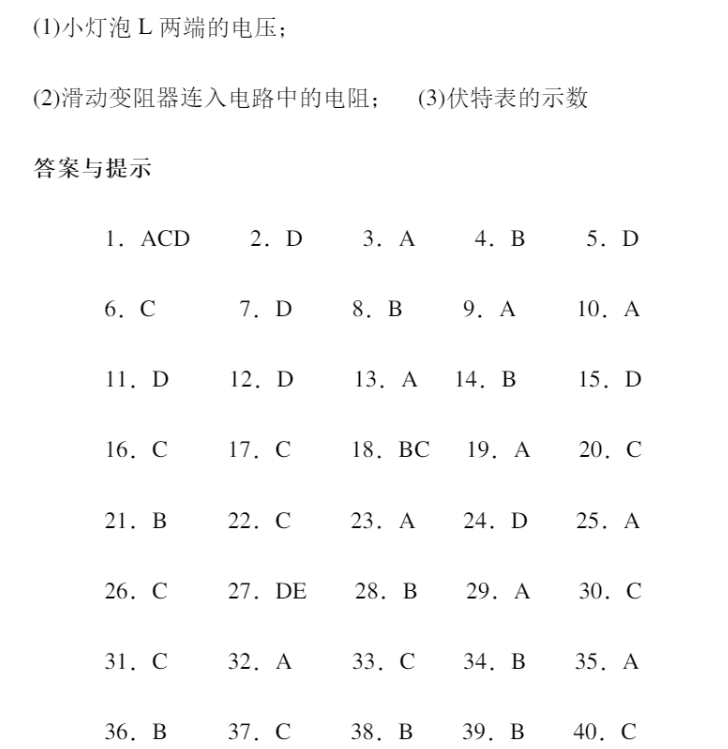 (1)小灯泡 L 两端的电压；
(2)滑动变阻器连入电路中的电阻； (3)伏特表的示数
答案与提示
1．ACD 2．D 3．A 4．B 5．D
6．C 7．D 8．B 9．A 10．A
11．D 12．D 13．A 14．B 15．D
16．C 17．C 18．BC 19．A 20．C
21．B 22．C 23．A 24．D 25．A
26．C 27．DE 28．B 29．A 30．C
31．C 32．A 33．C 34．B 35．A
36．B 37．C 38．B 39．B 40．C